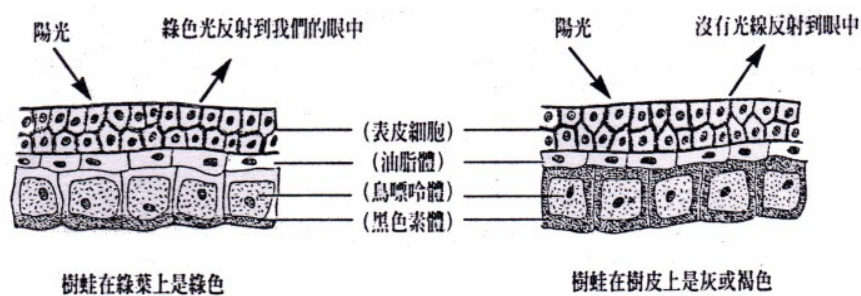 陽光
綠色光反射到我們的眼中
陽光
沒有光線反射到眼中
(表皮細胞)
(油脂體)
(鳥嘌呤體)
(黑色素體)
樹蛙在綠葉上是綠色
樹蛙在樹皮上是灰或褐色